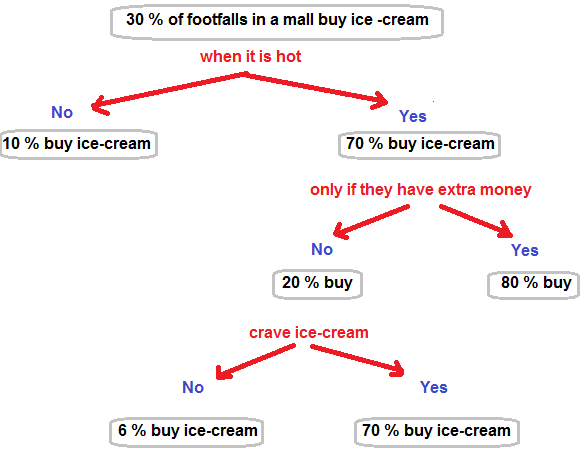 30 % of footfalls in a mall buy ice -cream
when it is hot
No
Yes
10 % buy ice-cream
70 % buy ice-cream
only if they have extra money
No
Yes
20 % buy
80 % buy
crave ice-cream
No
Yes
6 % buy ice-cream
70 % buy ice-cream